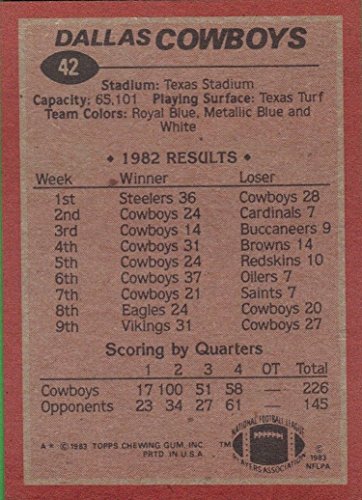 DALLAS COWBOYS
42
Stadium: Texas Stadium
Capacity: 65,101 Playing Surface: Texas Turf
Team Colors: Royal Blue, Metallic Blue and
White
• 1982 RESULTS •
Week Winner Loser
1st Steelers 36 Cowboys 28
2nd Cowboys 24 Cardinals 7
3rd Cowboys 14 Buccaneers 9
4th Cowboys 31 Browns 14
5th Cowboys 24 Redskins 10
6th Cowboys 37 Oilers 7
7th Cowboys 21 Saints 7
8th Eagles 24 Cowboys 20
9th Vikings 31 Cowboys 27
Scoring by Quarters
1 2 3 4 OT Total
Cowboys 17 100 51 58 — 226
Opponents 23 34 27 61 145
A* © 1983 TOPPS CHEWING GUM, INC.
PRTD. IN U.S.A.
NATIONAL FOOTBALL LEAGUE
PLAYERS ASSOCIATION
© 1983
NFLPA